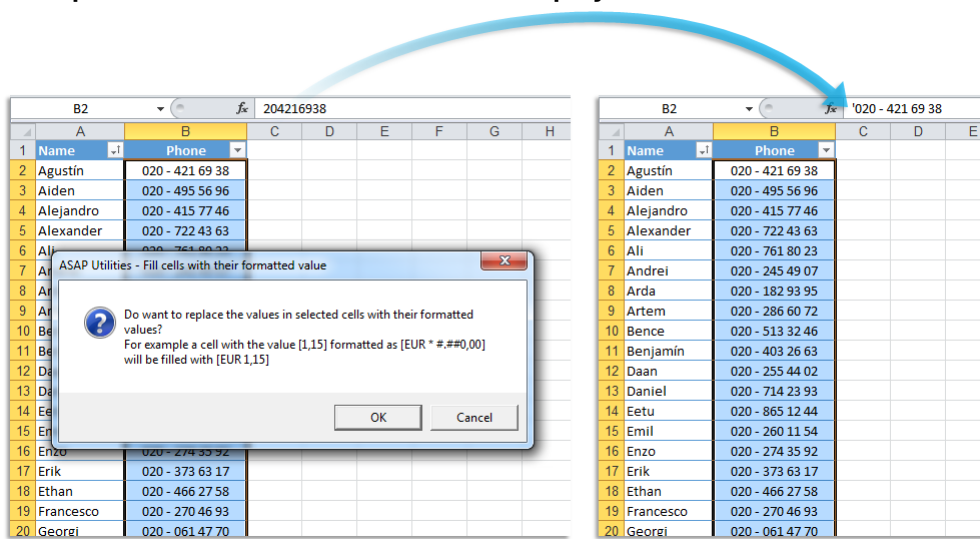 B2 fx 204216938
A B C D E F G H
1 Name Phone
2 Agustín 020 - 421 69 38
3 Aiden 020 - 495 56 96
4 Alejandro 020 - 415 77 46
5 Alexander 020 - 722 43 63
6
7
8
9
10
11
12
13
14
15
ASAP Utilities - Fill cells with their formatted value
Do want to replace the values in selected cells with their formatted
values?
For example a cell with the value [1,15] formatted as [EUR * #.##0,00]
will be filled with [EUR 1,15]
OK Cancel
16 Enzo 020 - 274 35 92
17 Erik 020 - 373 63 17
18 Ethan 020 - 466 27 58
19 Francesco 020 - 270 46 93
20 Georgi 020 - 061 47 70
B2 fx '020 - 421 69 38
A B C D E
1 Name Phone
2 Agustín 020 - 421 69 38
3 Aiden 020 - 495 56 96
4 Alejandro 020 - 415 77 46
5 Alexander 020 - 722 43 63
6 Ali 020 - 761 80 23
7 Andrei 020 - 245 49 07
8 Arda 020 - 182 93 95
9 Artem 020 - 286 60 72
10 Bence 020 - 513 32 46
11 Benjamín 020 - 403 26 63
12 Daan 020 - 255 44 02
13 Daniel 020 - 714 23 93
14 Eetu 020 - 865 12 44
15 Emil 020 - 260 11 54
16 Enzo 020 - 274 35 92
17 Erik 020 - 373 63 17
18 Ethan 020 - 466 27 58
19 Francesco 020 - 270 46 93
20 Georgi 020 - 061 47 70